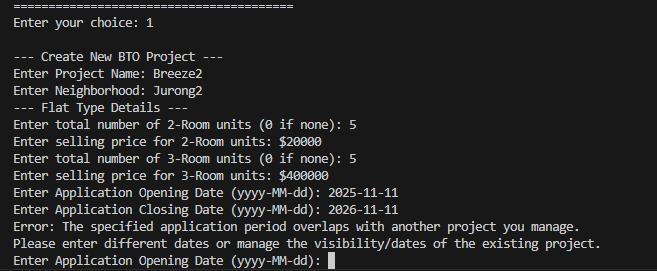 ========================================
Enter your choice: 1
--- Create New BTO Project ---
Enter Project Name: Breeze2
Enter Neighborhood: Jurong2
--- Flat Type Details ---
Enter total number of 2-Room units (0 if none): 5
Enter selling price for 2-Room units: $20000
Enter total number of 3-Room units (0 if none): 5
Enter selling price for 3-Room units: $400000
Enter Application Opening Date (yyyy-MM-dd): 2025-11-11
Enter Application Closing Date (yyyy-MM-dd): 2026-11-11
Error: The specified application period overlaps with another project you manage.
Please enter different dates or manage the visibility/dates of the existing project.
Enter Application Opening Date (yyyy-MM-dd):